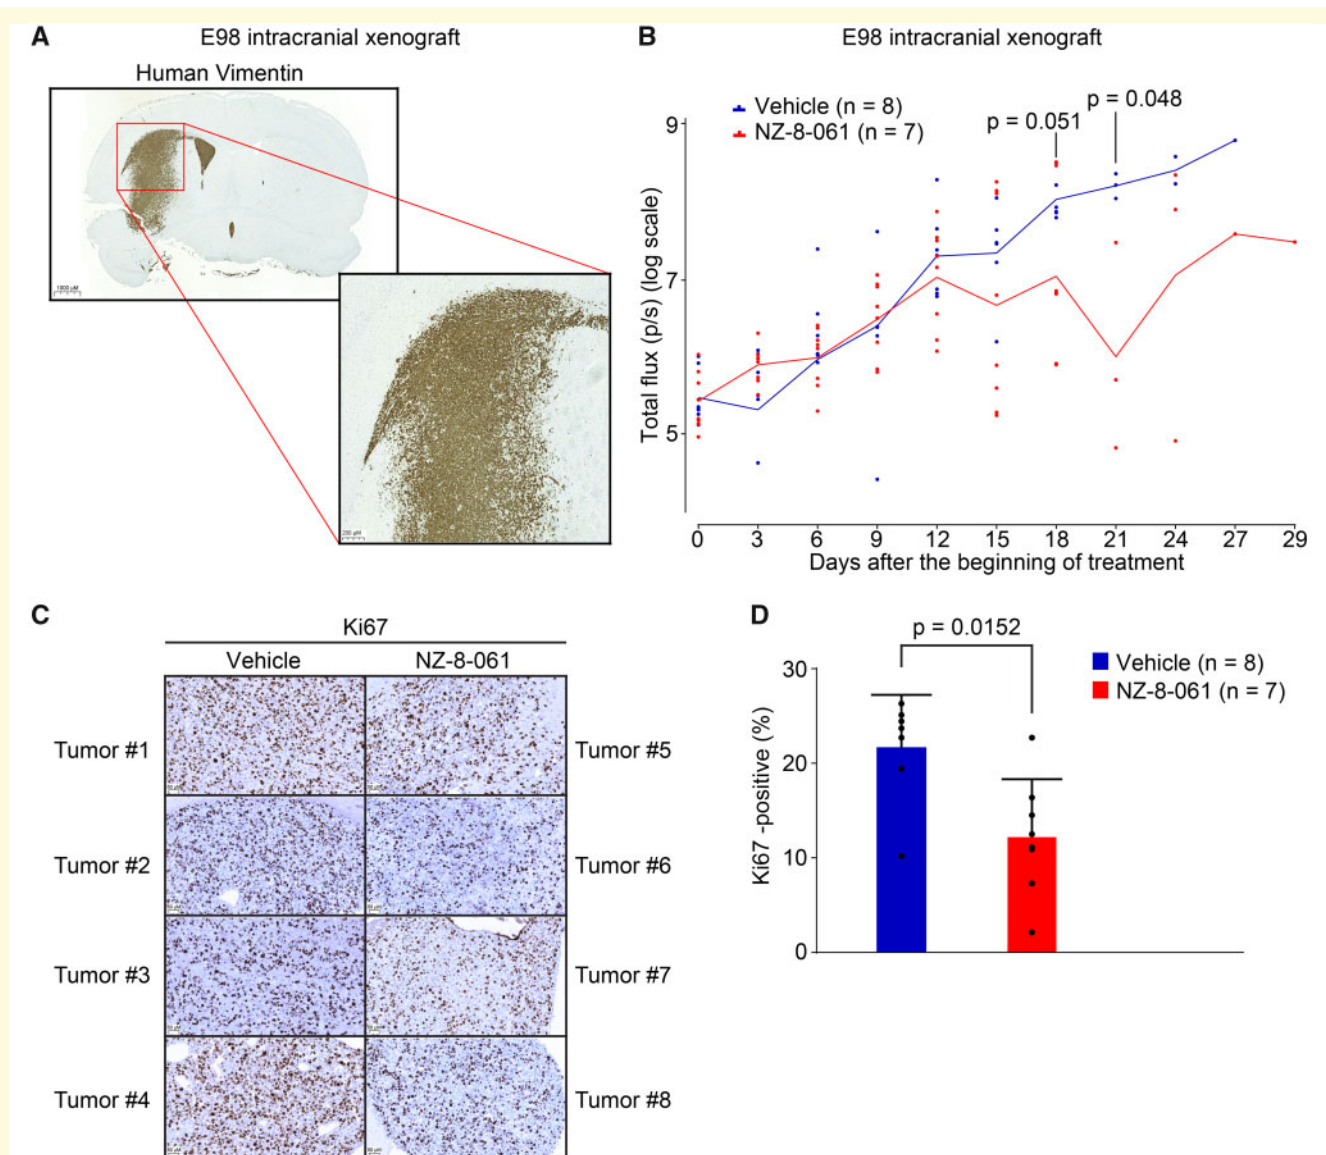 A
E98 intracranial xenograft
Human Vimentin
1000 µM
250 µM
B
E98 intracranial xenograft
Vehicle (n = 8)
NZ-8-061 (n = 7)
p = 0.051
p = 0.048
Total flux (p/s) (log scale)
9
7
5
0 3 6 9 12 15 18 21 24 27 29
Days after the beginning of treatment
C
Ki67
Vehicle NZ-8-061
Tumor #1 Tumor #5
Tumor #2 Tumor #6
Tumor #3 Tumor #7
Tumor #4 Tumor #8
D
p = 0.0152
Vehicle (n = 8)
NZ-8-061 (n = 7)
Ki67 -positive (%)
30
20
10
0